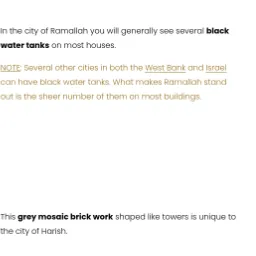 In the city of Ramallah you will generally see several black
water tanks on most houses.
NOTE: Several other cities in both the West Bank and Israel
can have black water tanks. What makes Ramallah stand
out is the sheer number of them on most buildings.
This grey mosaic brick work shaped like towers is unique to
the city of Harish.